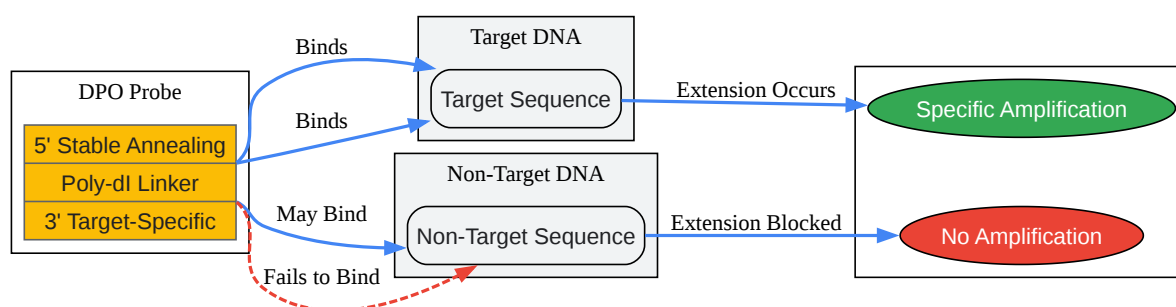 DPO Probe
5' Stable Annealing
Poly-dI Linker
3' Target-Specific
Binds
Binds
May Bind
Fails to Bind
Target DNA
Target Sequence
Non-Target DNA
Non-Target Sequence
Extension Occurs
Extension Blocked
Specific Amplification
No Amplification